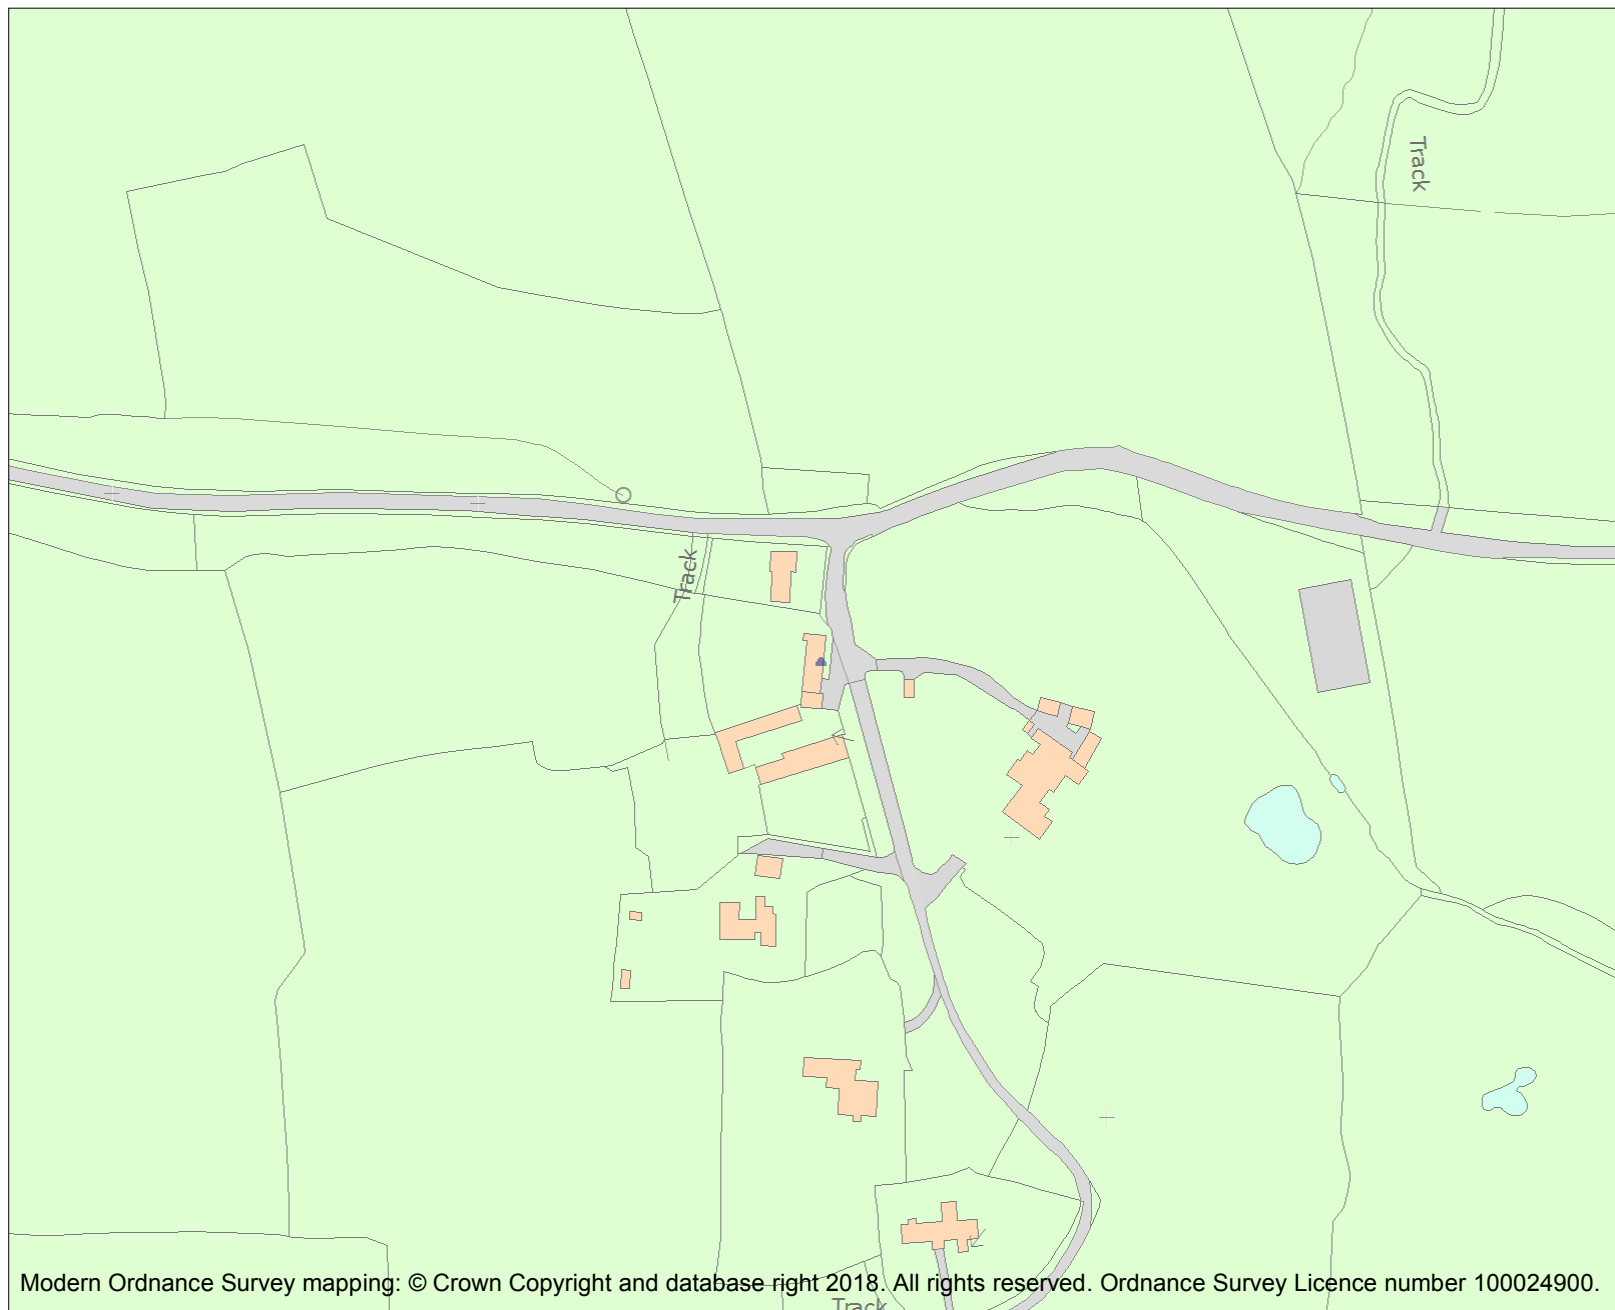 Track
Track
Modern Ordnance Survey mapping: © Crown Copyright and database right 2018. All rights reserved. Ordnance Survey Licence number 100024900.
Track